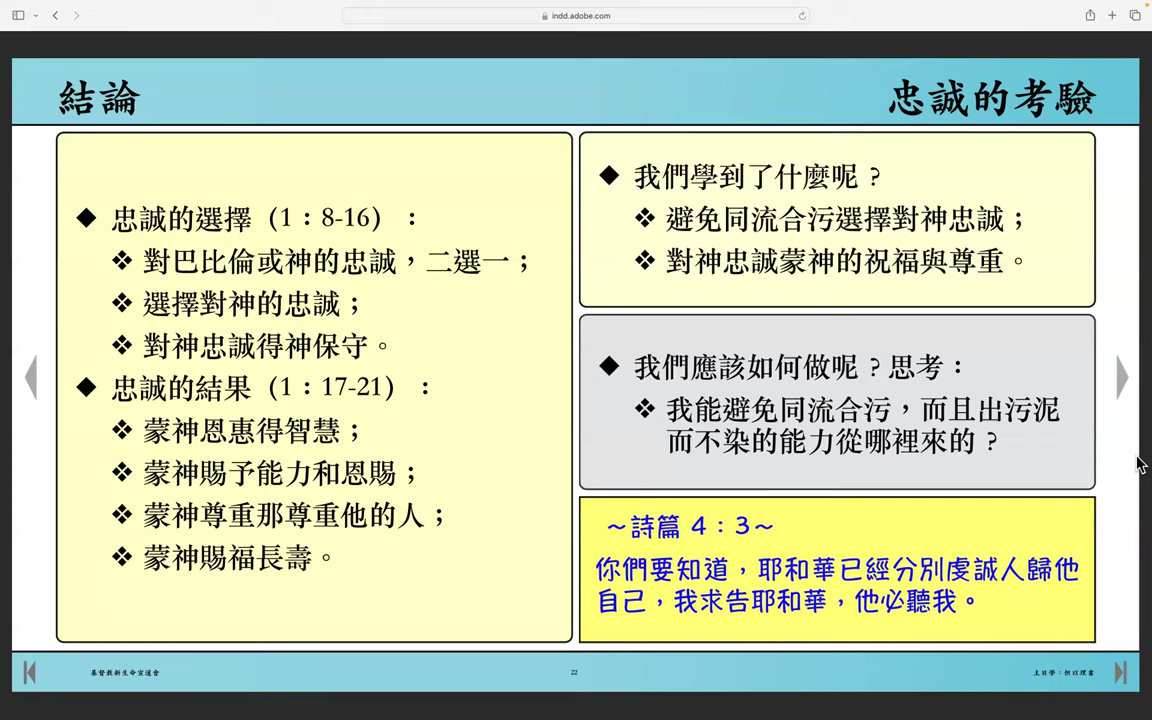 indd.adobe.com
結論
忠誠的考驗
◆ 忠誠的選擇（1：8-16）：
❖ 對巴比倫或神的忠誠，二選一；
❖ 選擇對神的忠誠；
❖ 對神忠誠得神保守。
◆ 忠誠的結果（1：17-21）：
❖ 蒙神恩惠得智慧；
❖ 蒙神賜予能力和恩賜；
❖ 蒙神尊重那尊重他的人；
❖ 蒙神賜福長壽。
◆ 我們學到了什麼呢？
❖ 避免同流合污選擇對神忠誠；
❖ 對神忠誠蒙神的祝福與尊重。
◆ 我們應該如何做呢？思考：
❖ 我能避免同流合污，而且出污泥
而不染的能力從哪裡來的？
～詩篇 4：3～
你們要知道，耶和華已經分別虔誠人歸他
自己，我求告耶和華，他必聽我。
基督教新生命宣道會
22
主日學：但以理書